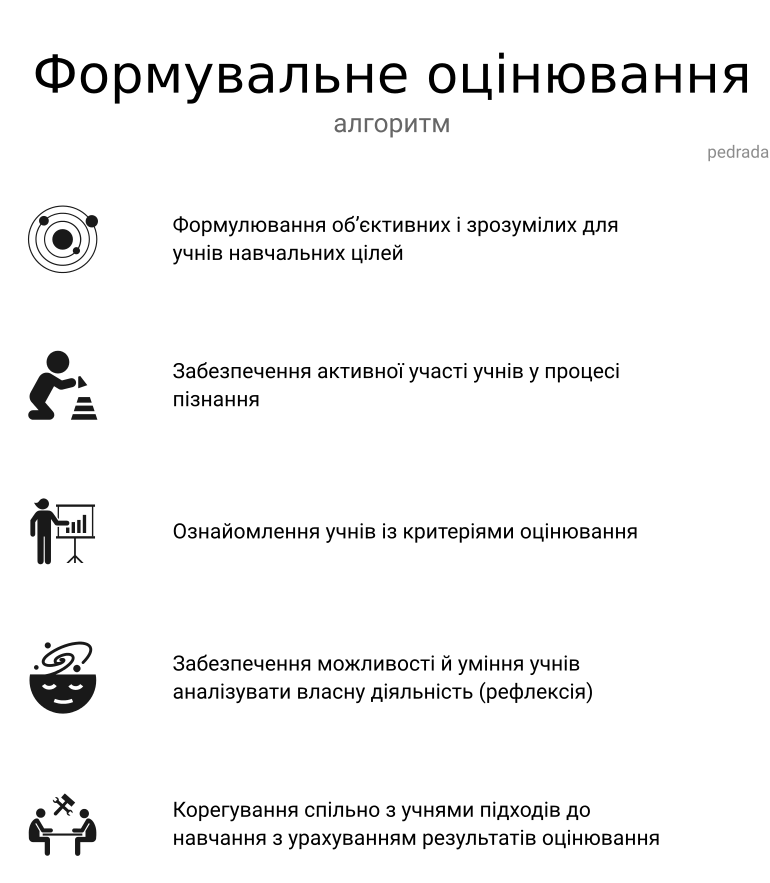 Формувальне оцінювання
алгоритм
pedrada
Формулювання об’єктивних і зрозумілих для
учнів навчальних цілей
Забезпечення активної участі учнів у процесі
пізнання
Ознайомлення учнів із критеріями оцінювання
Забезпечення можливості й уміння учнів
аналізувати власну діяльність (рефлексія)
Корегування спільно з учнями підходів до
навчання з урахуванням результатів оцінювання